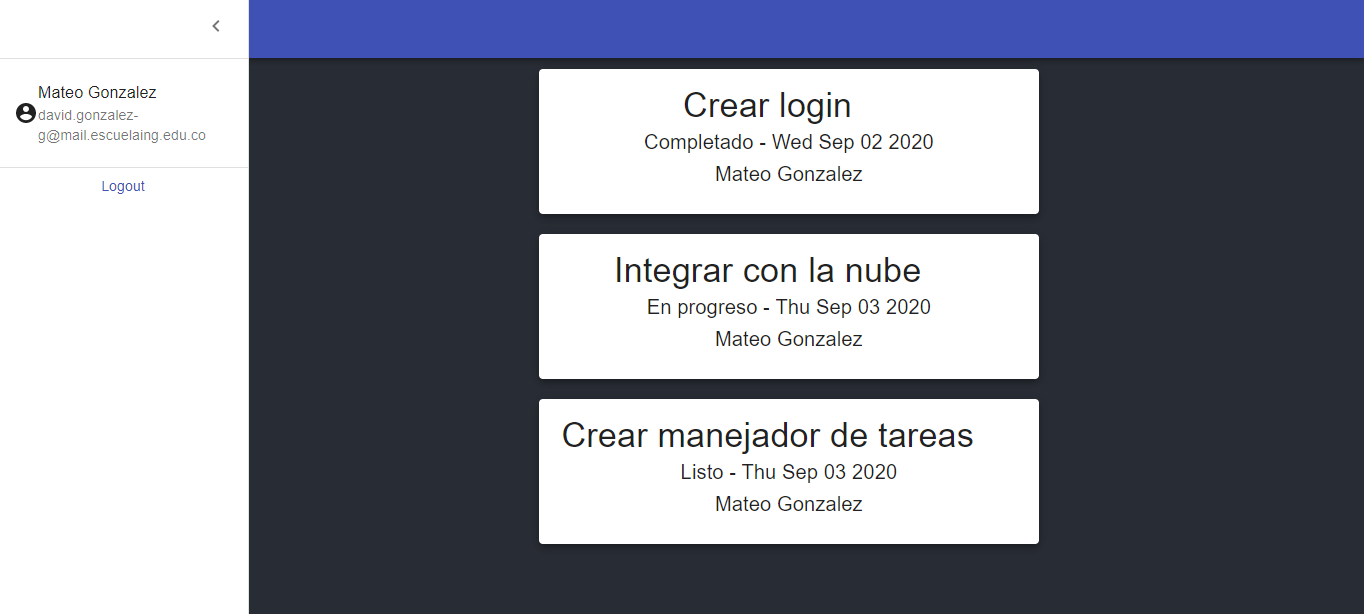 Mateo Gonzalez
david.gonzalez-
g@mail.escuelaing.edu.co
Logout
Crear login
Completado - Wed Sep 02 2020
Mateo Gonzalez
Integrar con la nube
En progreso - Thu Sep 03 2020
Mateo Gonzalez
Crear manejador de tareas
Listo - Thu Sep 03 2020
Mateo Gonzalez